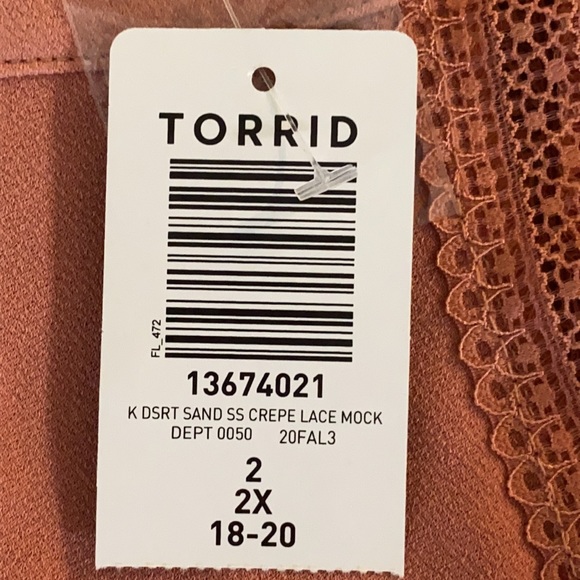 TORRID
FL_472
13674021
K DSRT SAND SS CREPE LACE MOCK
DEPT 0050 20FAL3
2
2X
18-20